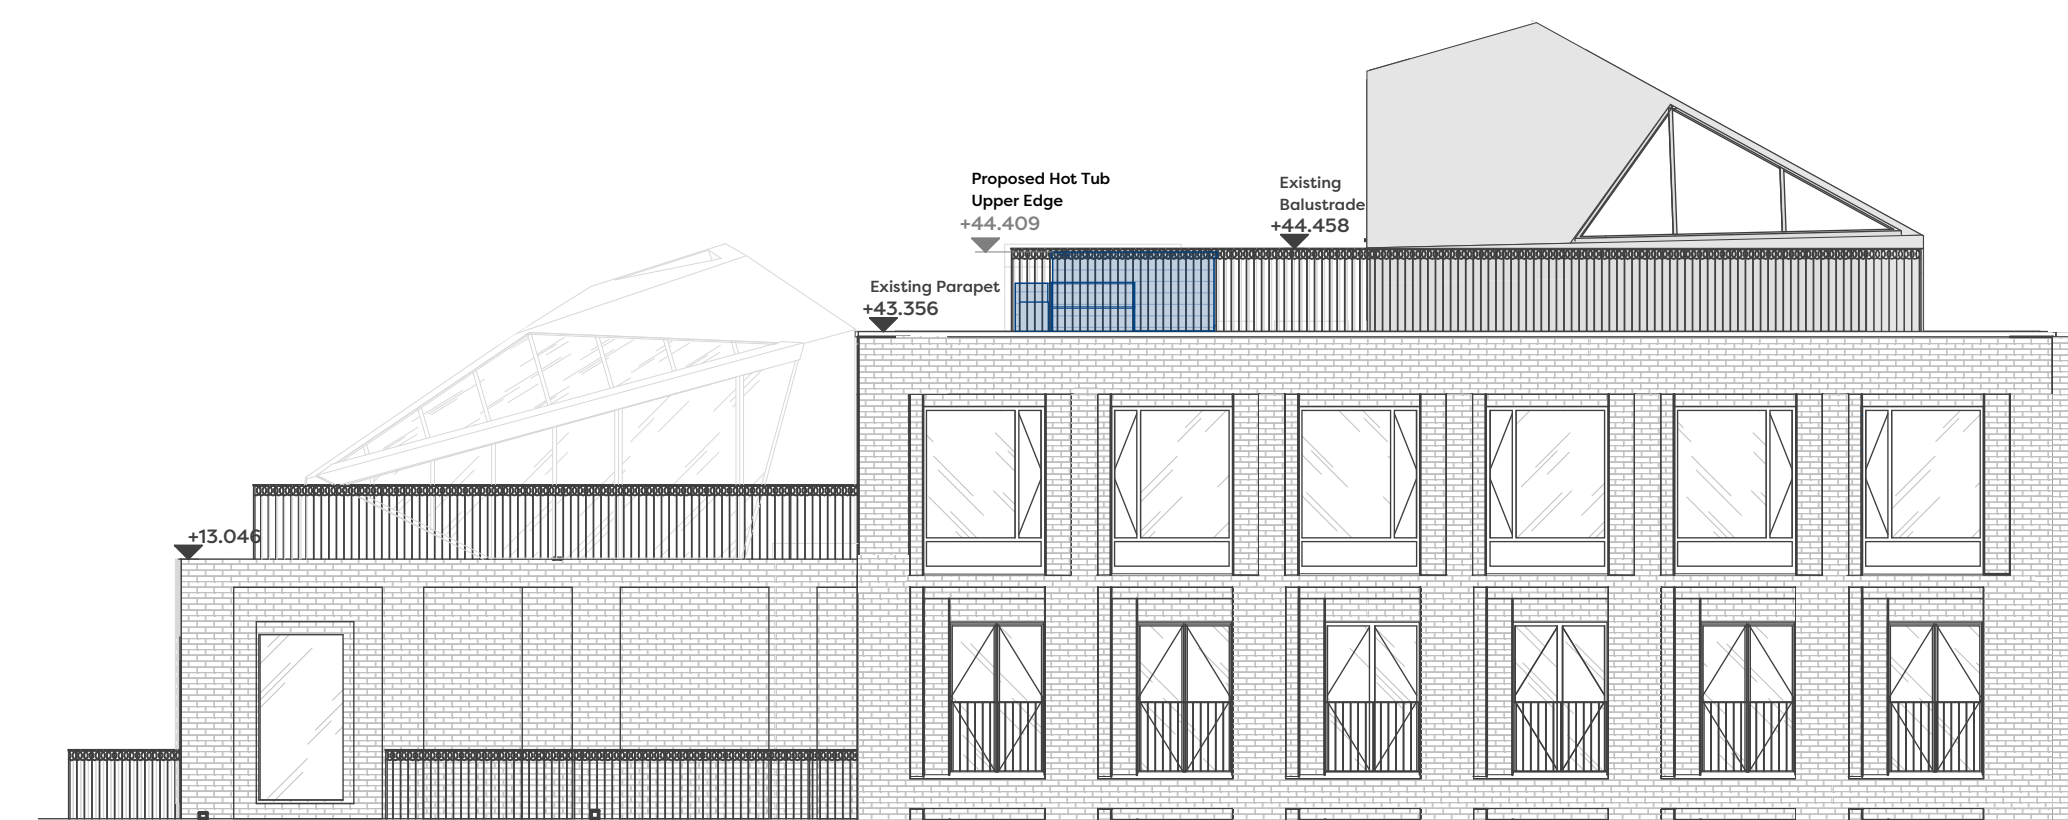 Proposed Hot Tub
Upper Edge
+44.409
Existing
Balustrade
+44.458
Existing Parapet
+43.356
+13.046